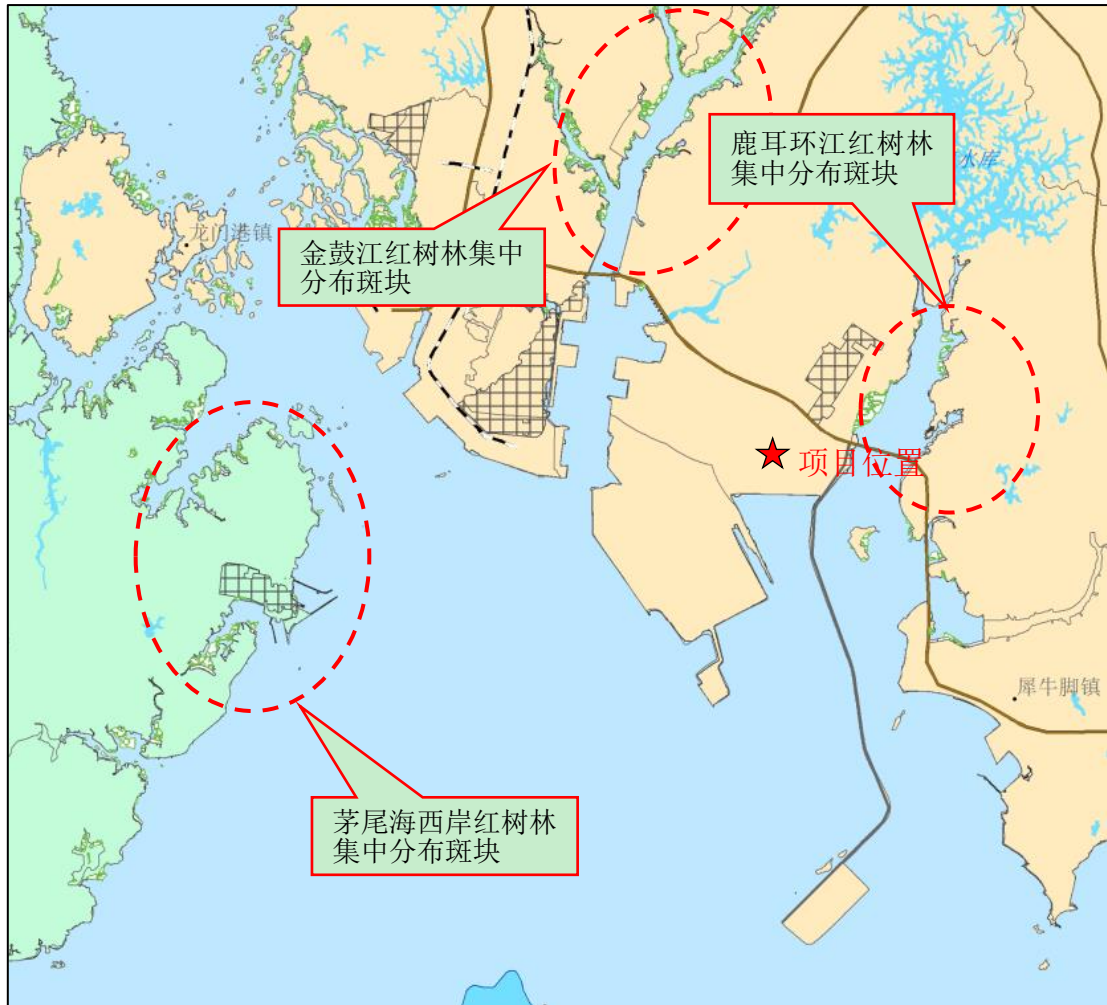 鹿耳环江红树林
集中分布斑块
水库
龙门港镇
金鼓江红树林集中
分布斑块
项目位置
犀牛脚镇
茅尾海西岸红树林
集中分布斑块